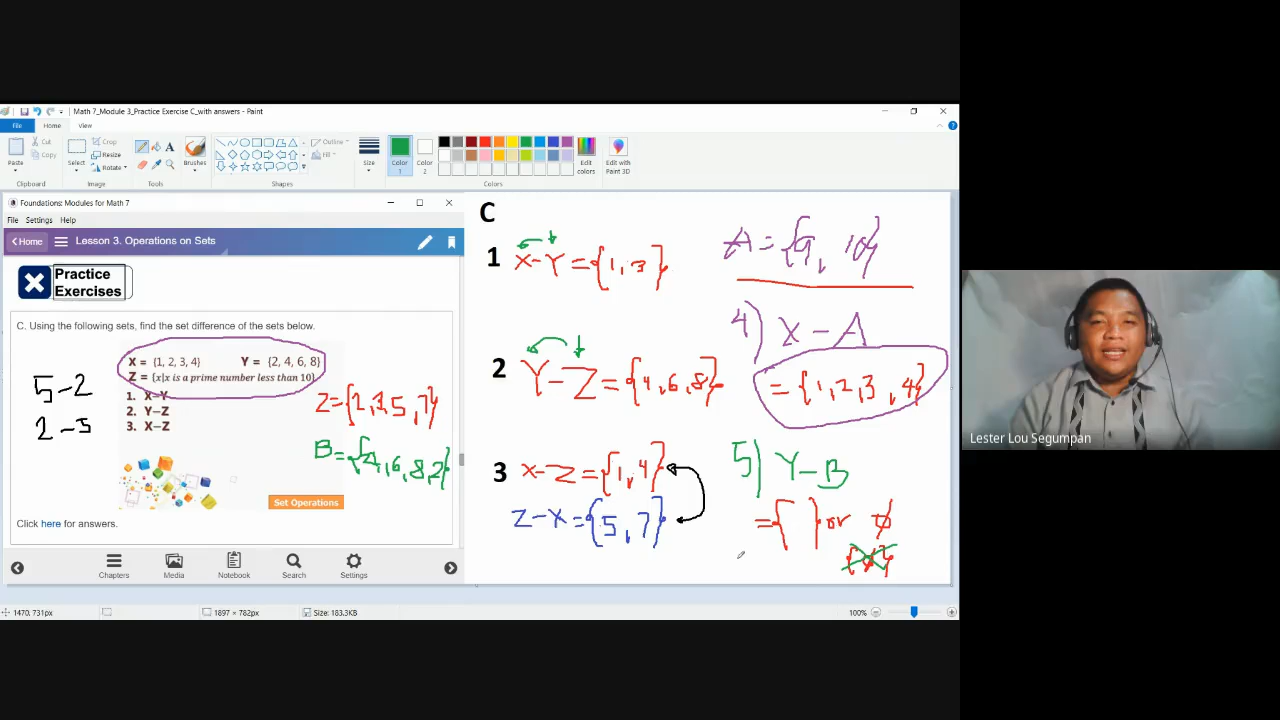 Math 7_Module 3_Practice Exercise C_with answers - Paint
File Home View
Paste Cut Copy Clipboard
Select Crop Resize Rotate Image
Tools
Brushes
Outline Fill Shapes
Size
Color 1 Color 2 Colors
Edit colors
Edit with Paint 3D
Foundations: Modules for Math 7
File Settings Help
Home Lesson 3. Operations on Sets
Practice
Exercises
C. Using the following sets, find the set difference of the sets below.
X = {1, 2, 3, 4} Y = {2, 4, 6, 8}
Z = {x|x is a prime number less than 10}
1. X–Y
2. Y–Z
3. X–Z
5-2
2-5
Z={2,3,5,7}
B={4,6,8,2}
Set Operations
Click here for answers.
Chapters Media Notebook Search Settings
C
1 X-Y={1,3}
2 Y-Z={4,6,8}
3 X-Z={1,4}
Z-X={5,7}
A={9, 10}
4) X-A
={1,2,3,4}
5) Y-B
={ } or ∅
{∅}
1470, 731px 1897 × 782px Size: 183.3KB 100%
Lester Lou Segumpan